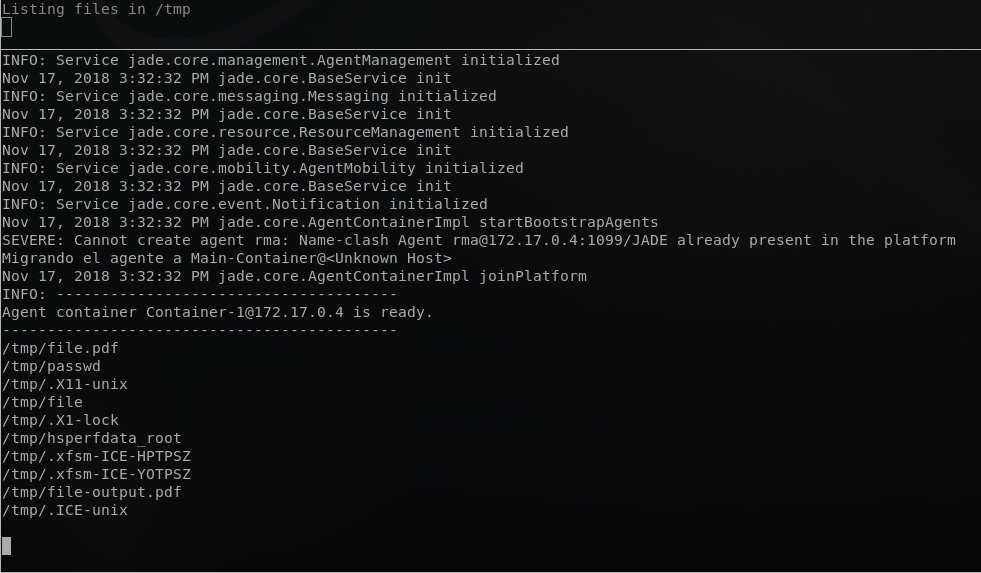 Listing files in /tmp
INFO: Service jade.core.management.AgentManagement initialized
Nov 17, 2018 3:32:32 PM jade.core.BaseService init
INFO: Service jade.core.messaging.Messaging initialized
Nov 17, 2018 3:32:32 PM jade.core.BaseService init
INFO: Service jade.core.resource.ResourceManagement initialized
Nov 17, 2018 3:32:32 PM jade.core.BaseService init
INFO: Service jade.core.mobility.AgentMobility initialized
Nov 17, 2018 3:32:32 PM jade.core.BaseService init
INFO: Service jade.core.event.Notification initialized
Nov 17, 2018 3:32:32 PM jade.core.AgentContainerImpl startBootstrapAgents
SEVERE: Cannot create agent rma: Name-clash Agent rma@172.17.0.4:1099/JADE already present in the platform
Migrando el agente a Main-Container@<Unknown Host>
Nov 17, 2018 3:32:32 PM jade.core.AgentContainerImpl joinPlatform
INFO: --------------------------------------
Agent container Container-1@172.17.0.4 is ready.
--------------------------------------------
/tmp/file.pdf
/tmp/passwd
/tmp/.X11-unix
/tmp/file
/tmp/.X1-lock
/tmp/hsperfdata_root
/tmp/.xfsm-ICE-HPTPSZ
/tmp/.xfsm-ICE-YOTPSZ
/tmp/file-output.pdf
/tmp/.ICE-unix